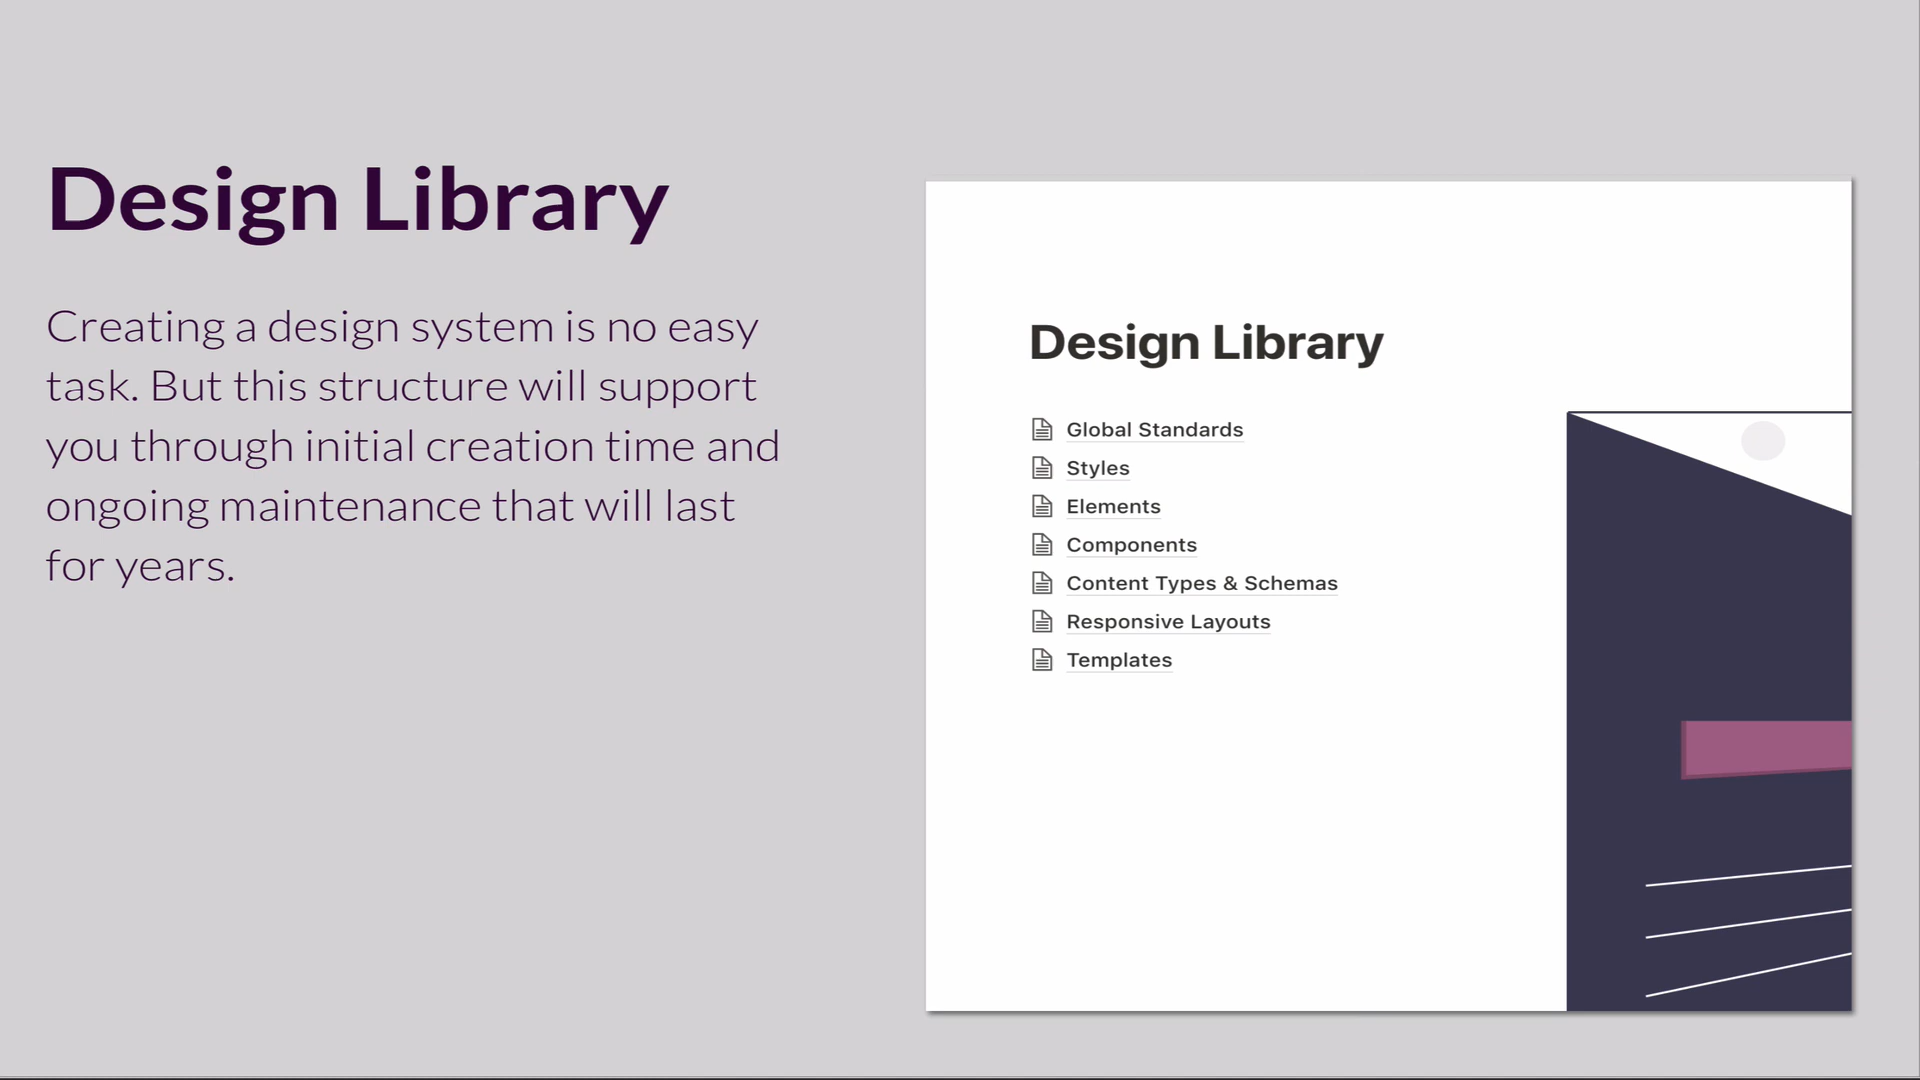 Design Library
Creating a design system is no easy
task. But this structure will support
you through initial creation time and
ongoing maintenance that will last
for years.
Design Library
Global Standards
Styles
Elements
Components
Content Types & Schemas
Responsive Layouts
Templates